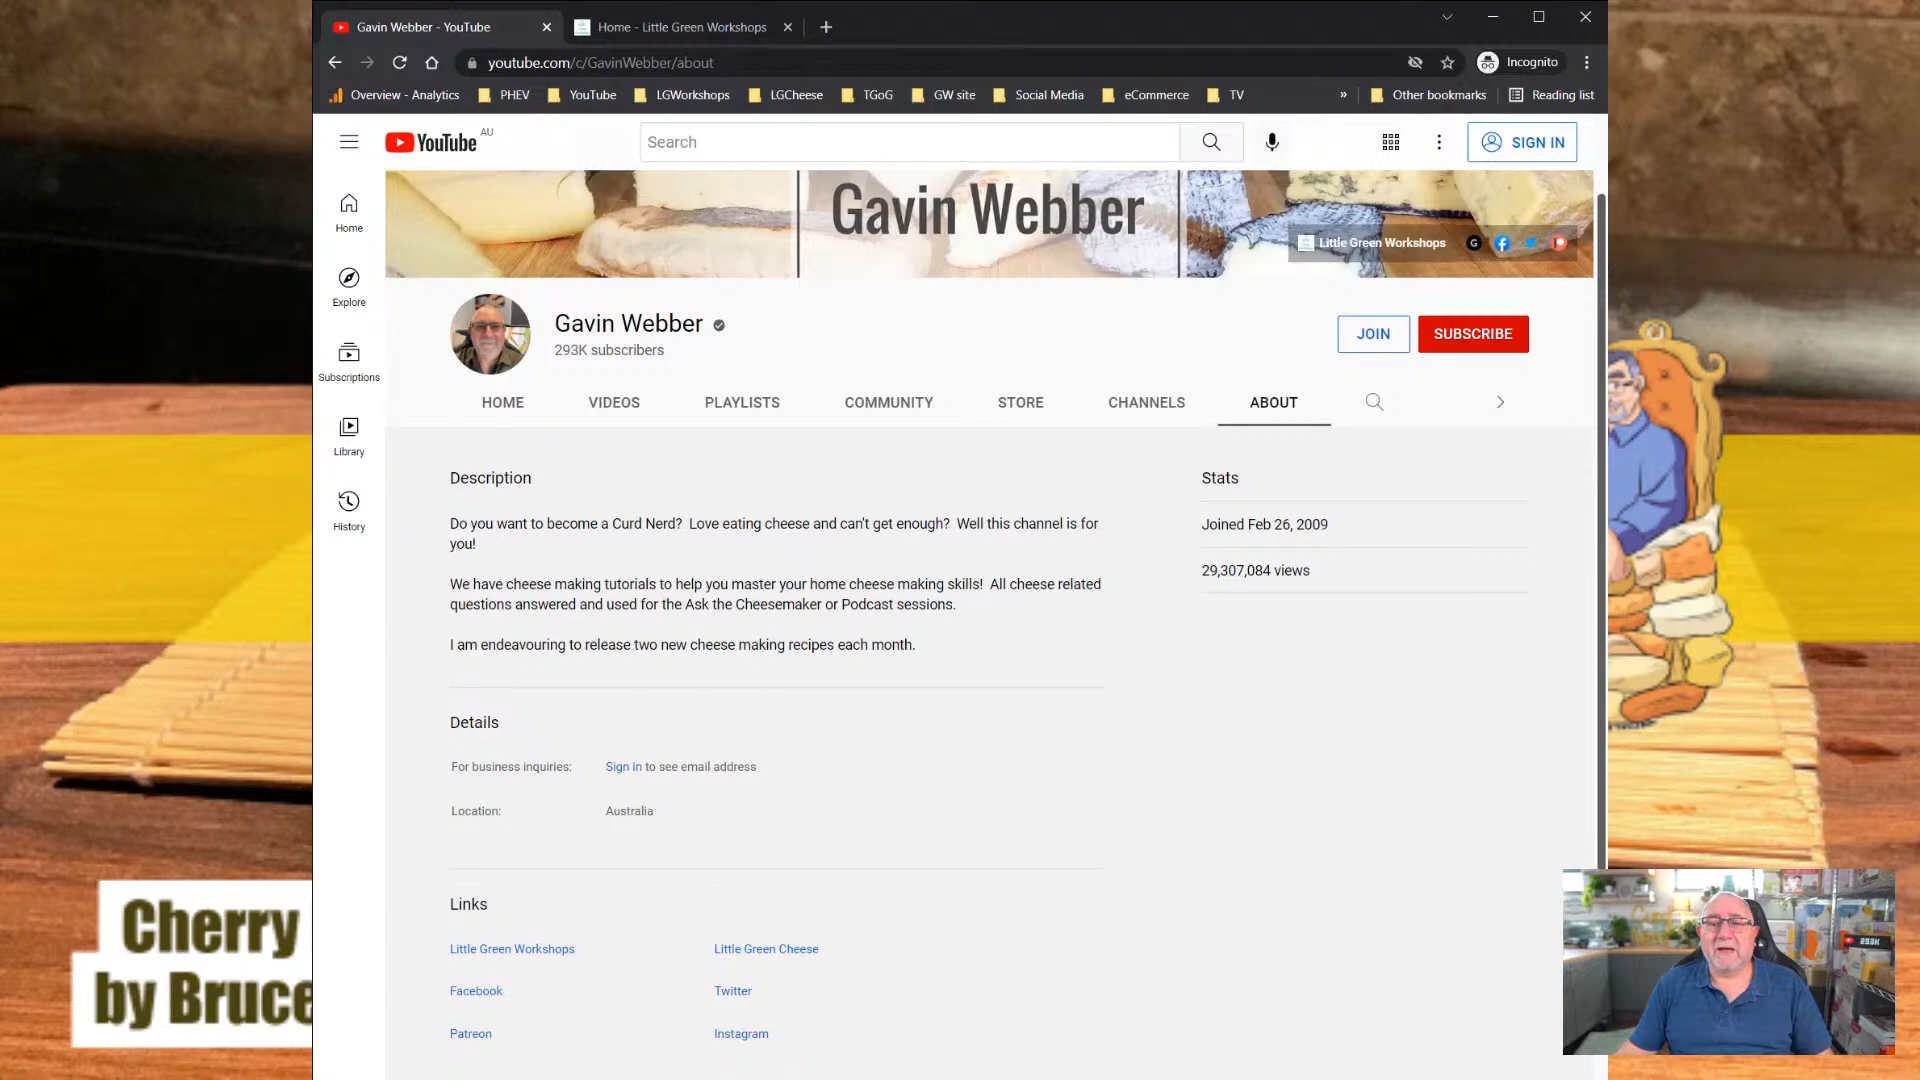 Gavin Webber - YouTube
Home - Little Green Workshops
youtube.com/c/GavinWebber/about
Incognito
Overview - Analytics
PHEV
YouTube
LGWorkshops
LGCheese
TGoG
GW site
Social Media
eCommerce
TV
»
Other bookmarks
Reading list
YouTube AU
Search
SIGN IN
Gavin Webber
Little Green Workshops
Home
Explore
Subscriptions
Library
History
Gavin Webber
293K subscribers
JOIN
SUBSCRIBE
HOME
VIDEOS
PLAYLISTS
COMMUNITY
STORE
CHANNELS
ABOUT
Description
Do you want to become a Curd Nerd? Love eating cheese and can't get enough? Well this channel is for
you!
We have cheese making tutorials to help you master your home cheese making skills! All cheese related
questions answered and used for the Ask the Cheesemaker or Podcast sessions.
I am endeavouring to release two new cheese making recipes each month.
Stats
Joined Feb 26, 2009
29,307,084 views
Details
For business inquiries: Sign in to see email address
Location: Australia
Links
Little Green Workshops
Little Green Cheese
Facebook
Twitter
Patreon
Instagram
Cherry
by Bruce
293K